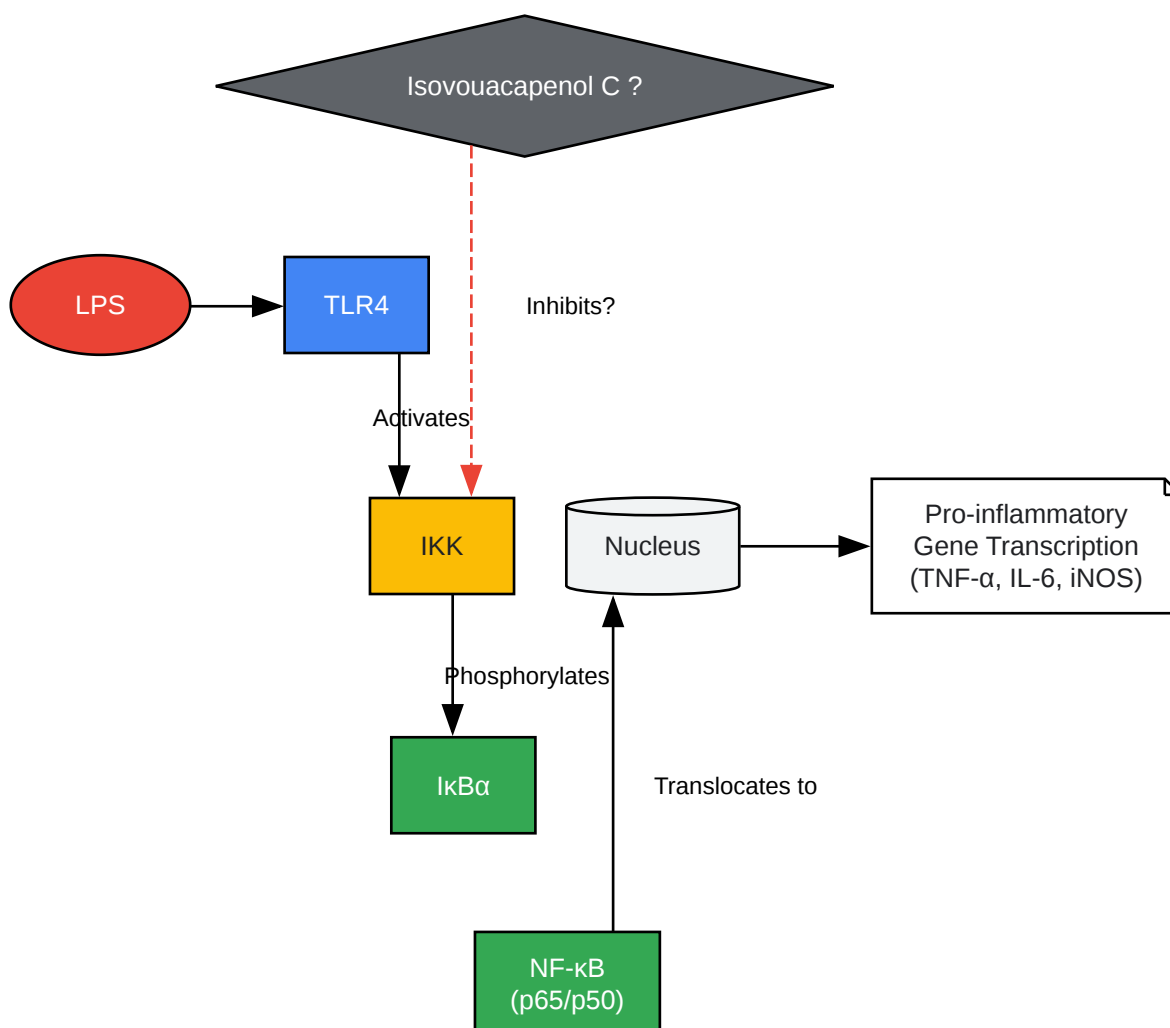 Isovouacapenol C ?
LPS
TLR4
Inhibits?
Activates
IKK
Nucleus
Pro-inflammatory
Gene Transcription
(TNF-α, IL-6, iNOS)
Phosphorylates
IκBα
Translocates to
NF-κB
(p65/p50)